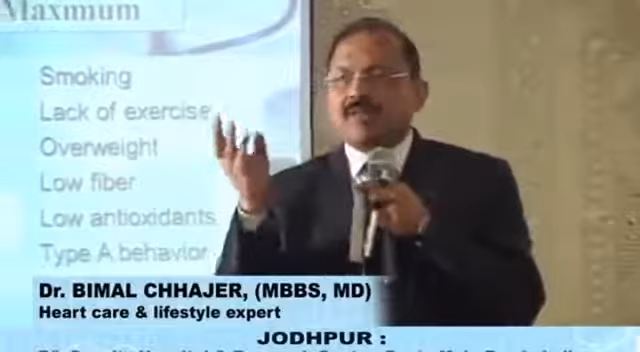 Maxmum
Smoking
Lack of exercise
Overweight
Low fiber
Low antioxidants
Type A behavior
Dr. BIMAL CHHAJER, (MBBS, MD)
Heart care & lifestyle expert
JODHPUR :